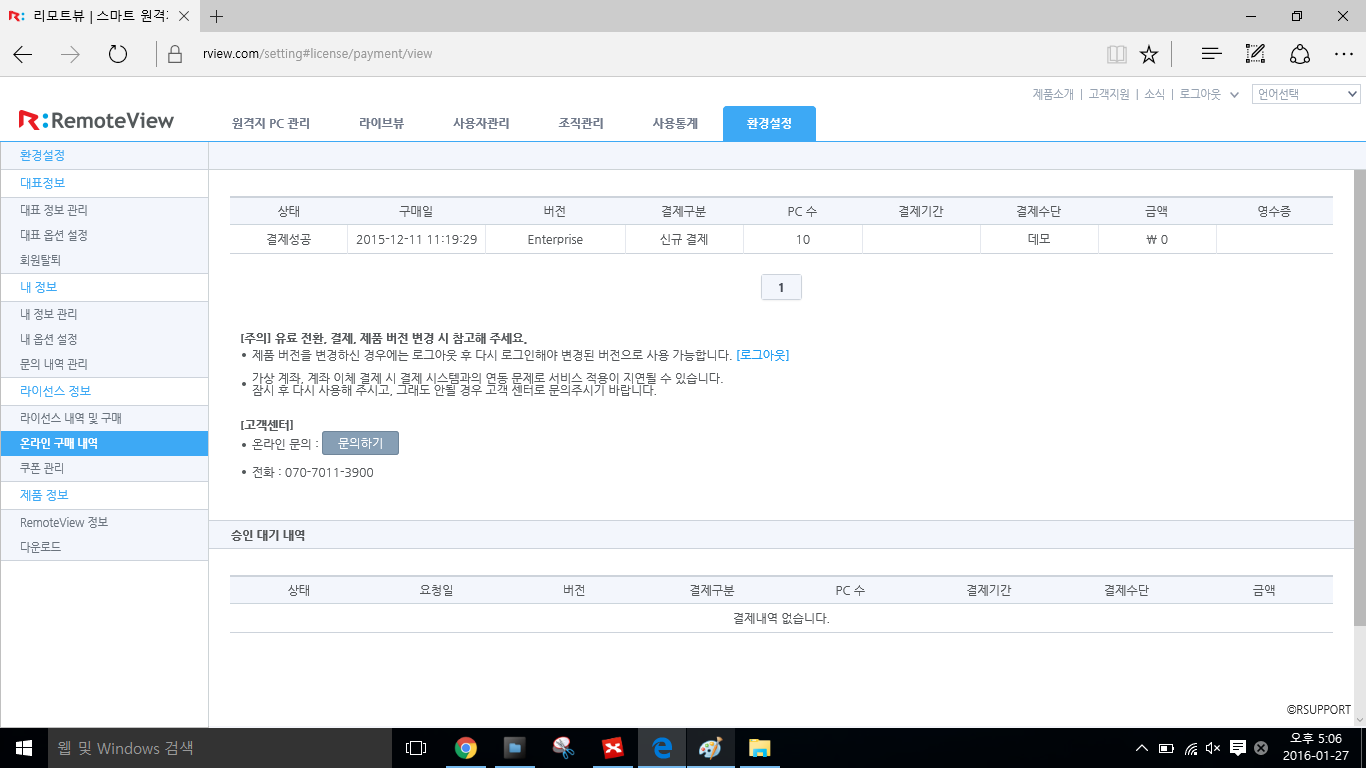 리모트뷰 | 스마트 원격
rview.com/setting#license/payment/view
제품소개 | 고객지원 | 소식 | 로그아웃 언어선택
RemoteView
원격지 PC 관리 라이브뷰 사용자관리 조직관리 사용통계 환경설정
환경설정
대표정보
대표 정보 관리
대표 옵션 설정
회원탈퇴
내 정보
내 정보 관리
내 옵션 설정
문의 내역 관리
라이선스 정보
라이선스 내역 및 구매
온라인 구매 내역
쿠폰 관리
제품 정보
RemoteView 정보
다운로드
상태 구매일 버전 결제구분 PC 수 결제기간 결제수단 금액 영수증
결제성공 2015-12-11 11:19:29 Enterprise 신규 결제 10 데모 ₩ 0
1
[주의] 유료 전환, 결제, 제품 버전 변경 시 참고해 주세요.
• 제품 버전을 변경하신 경우에는 로그아웃 후 다시 로그인해야 변경된 버전으로 사용 가능합니다. [로그아웃]
• 가상 계좌, 계좌 이체 결제 시 결제 시스템과의 연동 문제로 서비스 적용이 지연될 수 있습니다.
잠시 후 다시 사용해 주시고, 그래도 안될 경우 고객 센터로 문의주시기 바랍니다.
[고객센터]
• 온라인 문의 : 문의하기
• 전화 : 070-7011-3900
승인 대기 내역
상태 요청일 버전 결제구분 PC 수 결제기간 결제수단 금액
결제내역 없습니다.
©RSUPPORT
웹 및 Windows 검색
오후 5:06
2016-01-27